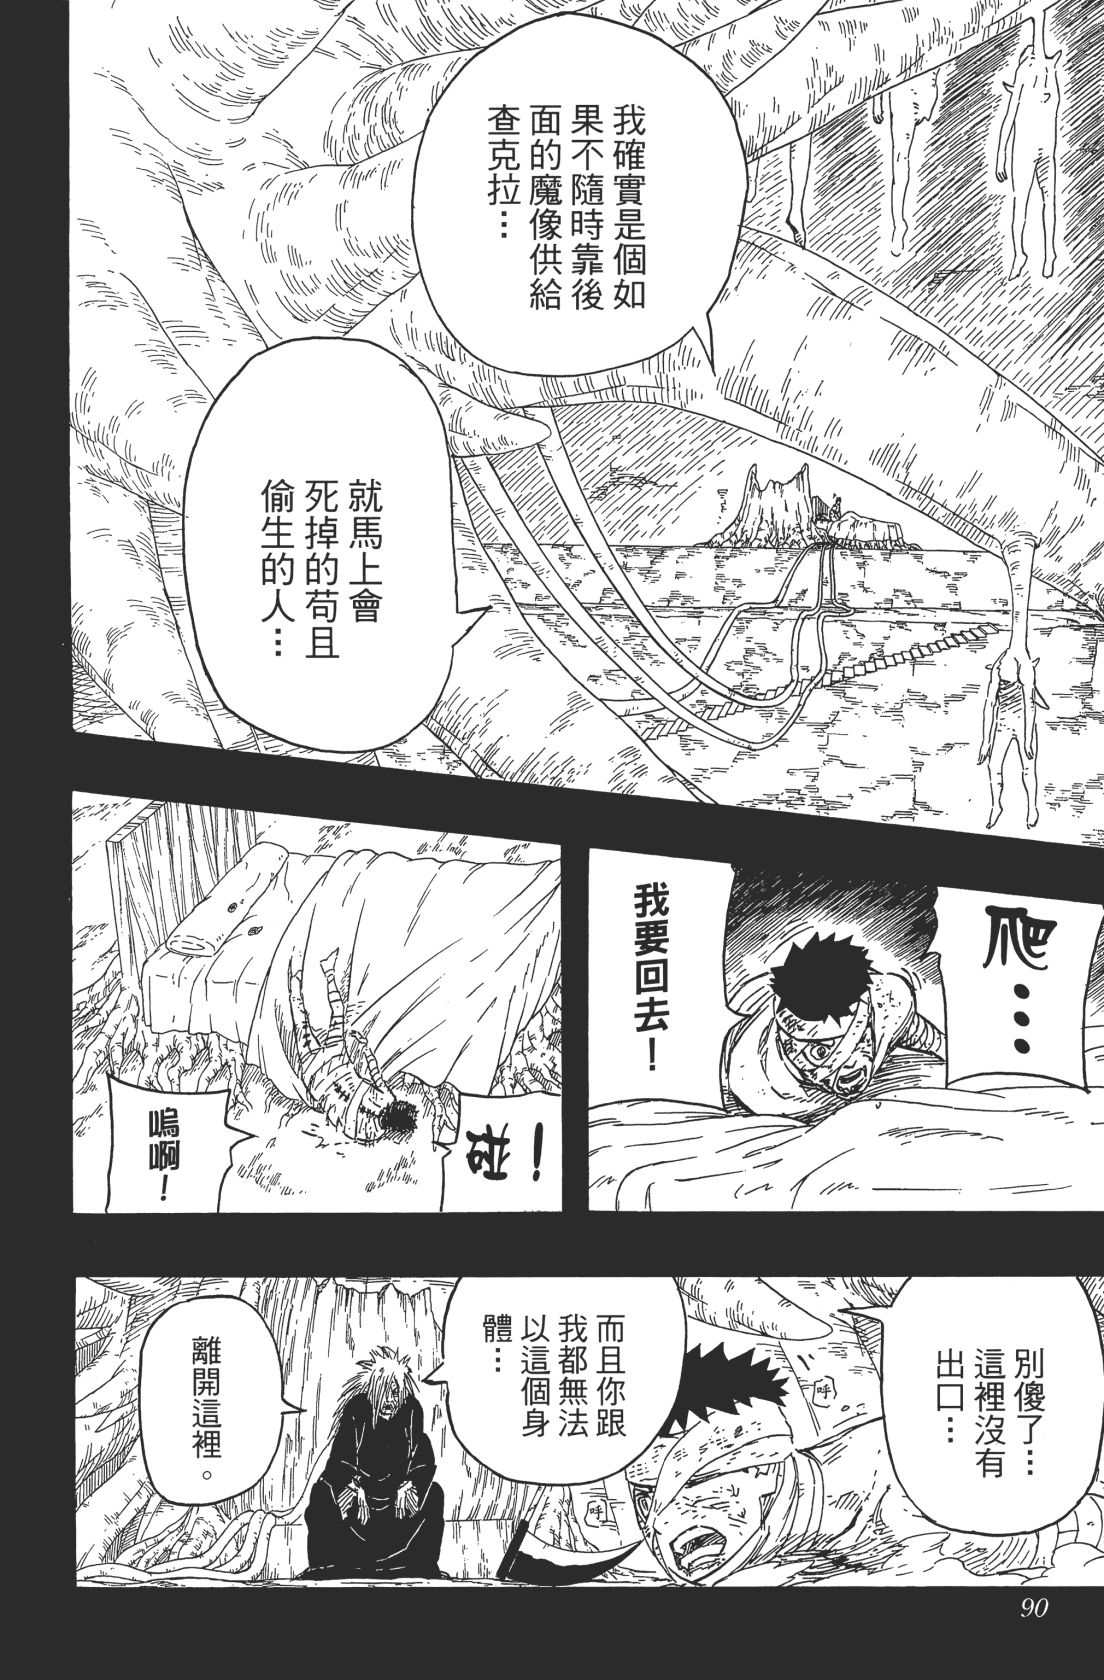 我確實是個如
果不隨時靠後
面的魔像供給
查克拉…
就馬上會
死掉的苟且
偷生的人…
爬…
我要回去！
！
嗚啊！
別傻了…
這裡沒有
出口…
呼
呼
而且你跟
我都無法
以這個身
體…
離開這裡。
90